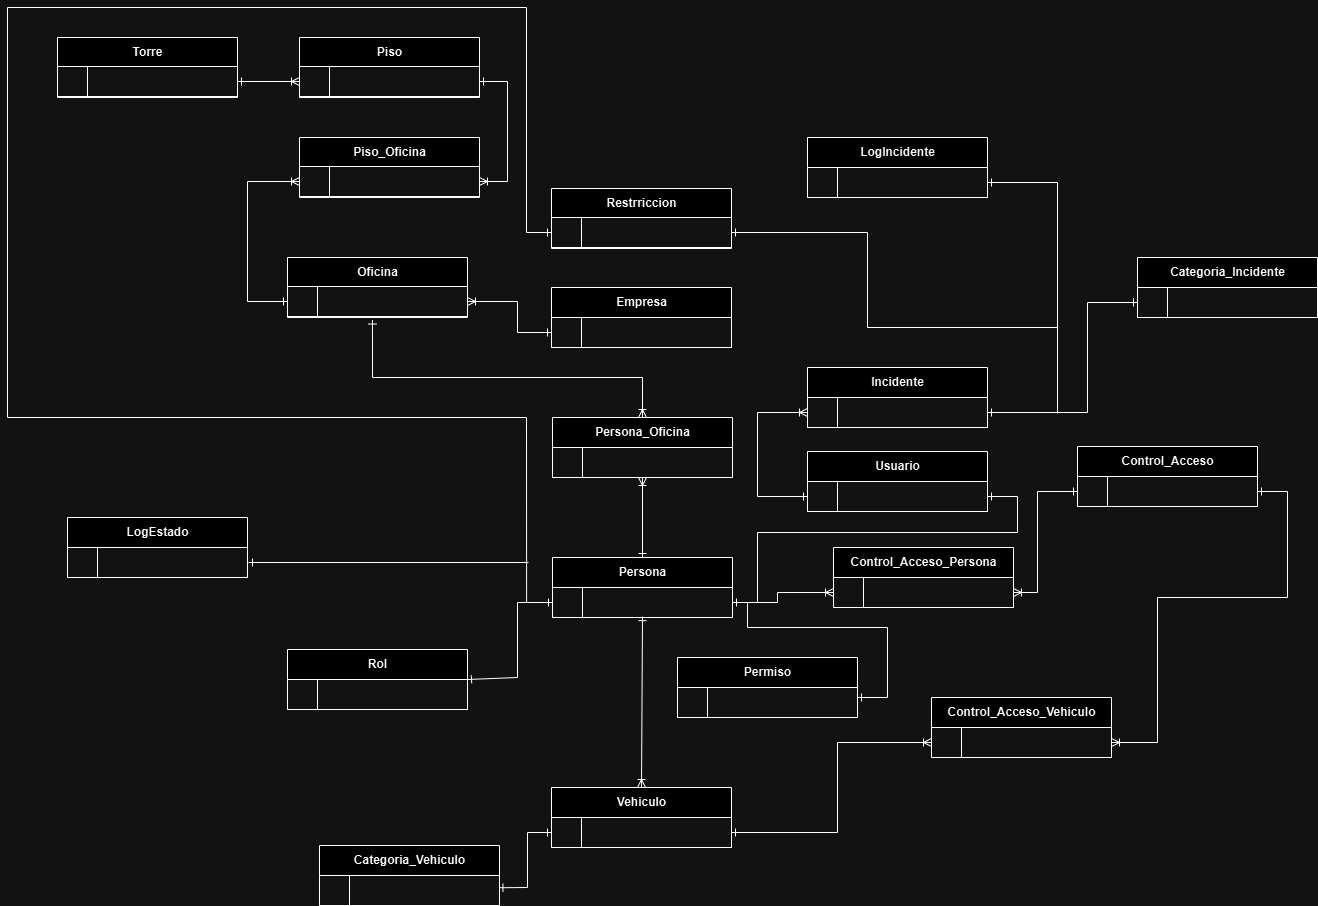 Torre
Piso
Piso_Oficina
LogIncidente
Restrriccion
Oficina
Categoria_Incidente
Empresa
Incidente
Persona_Oficina
Usuario
Control_Acceso
LogEstado
Control_Acceso_Persona
Persona
Rol
Permiso
Control_Acceso_Vehiculo
Vehiculo
Categoria_Vehiculo